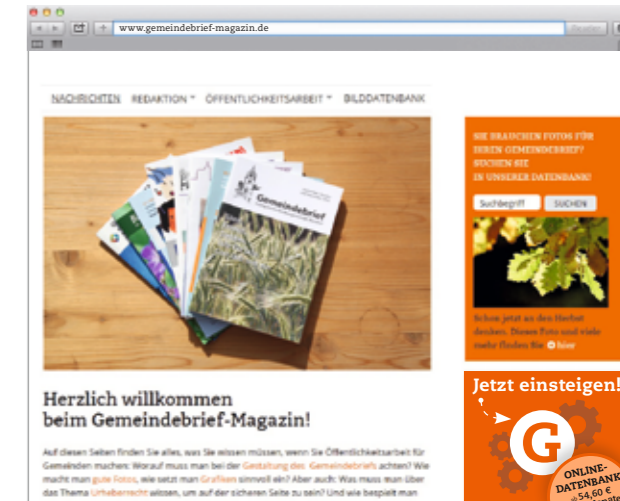 www.gemeindebrief-magazin.de
Reader
NACHRICHTEN REDAKTION ÖFFENTLICHKEITSARBEIT BILDDATENBANK
Gemeindebrief
SIE BRAUCHEN FOTOS FÜR
IHREN GEMEINDEBRIEF?
SUCHEN SIE
IN UNSERER DATENBANK!
Suchbegriff SUCHEN
Schon jetzt an den Herbst
denken. Dieses Foto und viele
mehr finden Sie hier
Herzlich willkommen
beim Gemeindebrief-Magazin!
Auf diesen Seiten finden Sie alles, was Sie wissen müssen, wenn Sie Öffentlichkeitsarbeit für
Gemeinden machen: Worauf muss man bei der Gestaltung des Gemeindebriefs achten? Wie
macht man gute Fotos, wie setzt man Grafiken sinnvoll ein? Aber auch: Was muss man über
das Thema Urheberrecht wissen, um auf der sicheren Seite zu sein? Und wie bespielt man
Jetzt einsteigen!
G
ONLINE-
DATENBANK
54,60 €